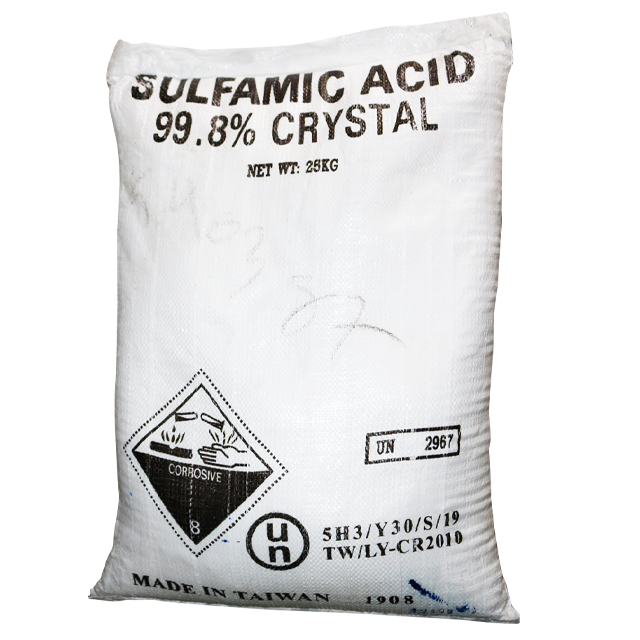 SULFAMIC ACID
99.8% CRYSTAL
NET WT: 25KG
UN 2967
CORROSIVE
8
un
5H3/Y30/S/19
TW/LY-CR2010
MADE IN TAIWAN 1908